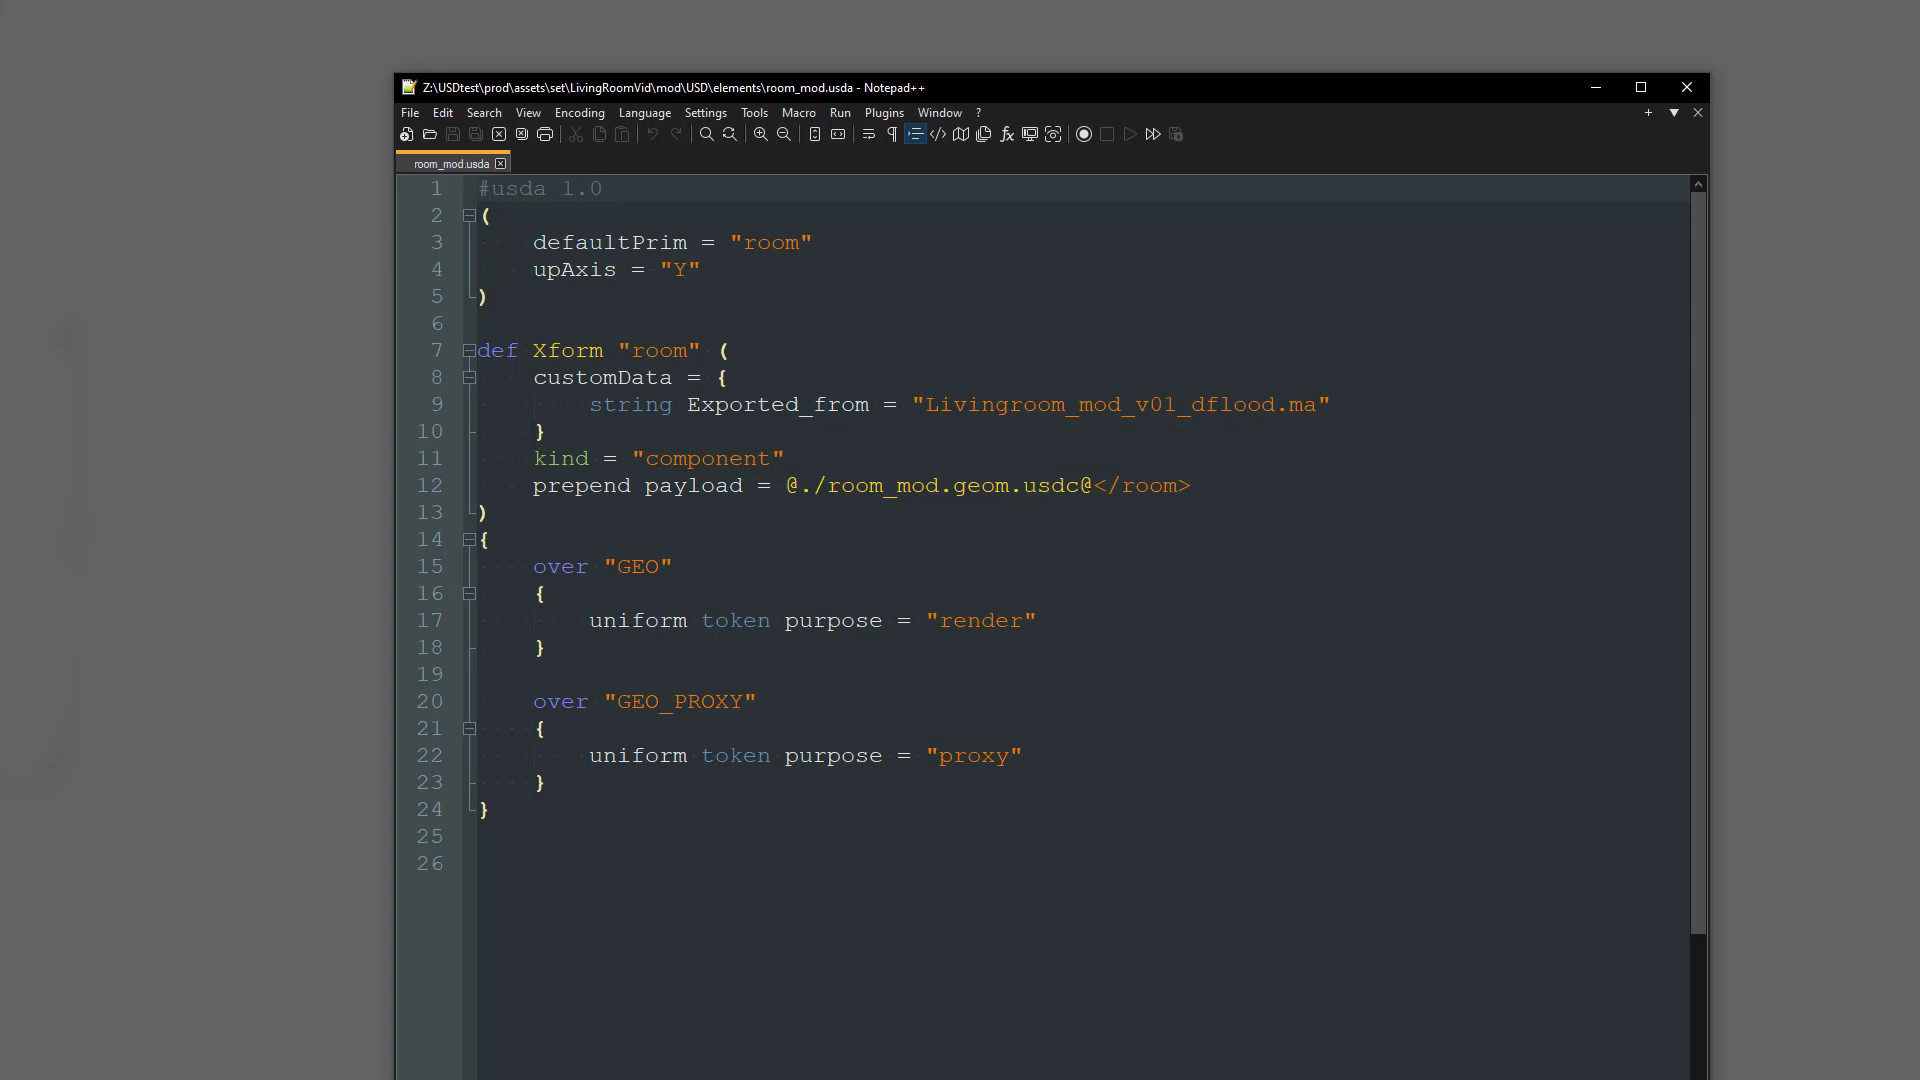 Z:\USDtest\prod\assets\set\LivingRoomVid\mod\USD\elements\room_mod.usda - Notepad++
File Edit Search View Encoding Language Settings Tools Macro Run Plugins Window ?
room_mod.usda
1 #usda 1.0
2 (
3     defaultPrim = "room"
4     upAxis = "Y"
5 )
6
7 def Xform "room" (
8     customData = {
9         string Exported_from = "Livingroom_mod_v01_dflood.ma"
10     }
11     kind = "component"
12     prepend payload = @./room_mod.geom.usdc@</room>
13 )
14 {
15     over "GEO"
16     {
17         uniform token purpose = "render"
18     }
19
20     over "GEO_PROXY"
21     {
22         uniform token purpose = "proxy"
23     }
24 }
25
26